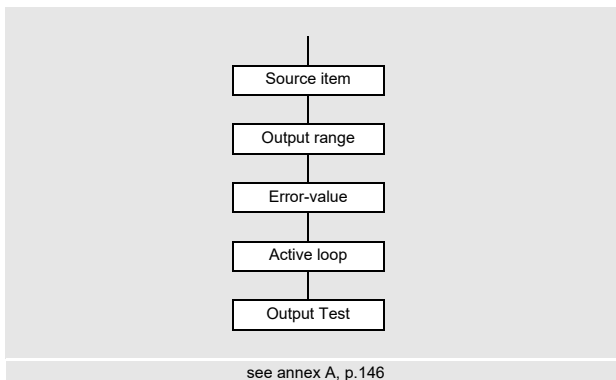 Source item
Output range
Error-value
Active loop
Output Test
see annex A, p.146